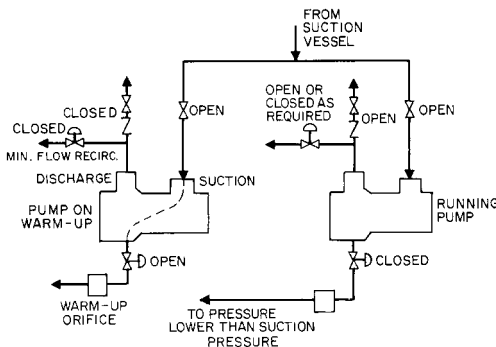 FROM
SUCTION
VESSEL
CLOSED
OPEN
OPEN OR
CLOSED AS
REQUIRED
OPEN
OPEN
CLOSED
MIN. FLOW RECIRC.
DISCHARGE
SUCTION
PUMP ON
WARM-UP
RUNNING
PUMP
OPEN
CLOSED
WARM-UP
ORIFICE
TO PRESSURE
LOWER THAN SUCTION
PRESSURE